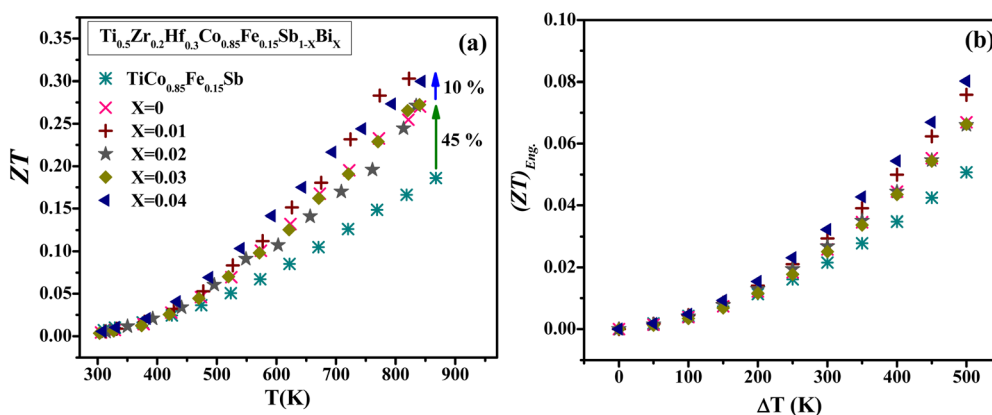 Ti0.5Zr0.2Hf0.3Co0.85Fe0.15Sb1-XBiX
(a)
TiCo0.85Fe0.15Sb
X=0
X=0.01
X=0.02
X=0.03
X=0.04
10 %
45 %
ZT
0.35
0.30
0.25
0.20
0.15
0.10
0.05
0.00
300 400 500 600 700 800 900
T(K)
(b)
(ZT)Eng.
0.10
0.08
0.06
0.04
0.02
0.00
0 100 200 300 400 500
ΔT (K)